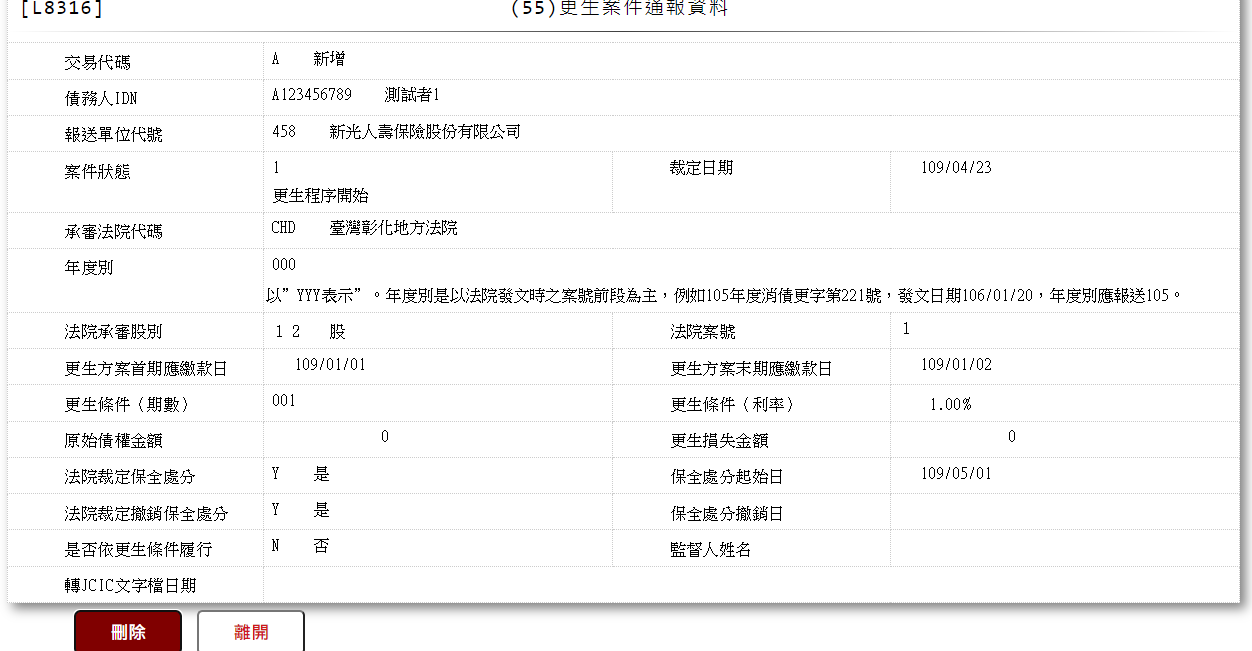 [L8316] (55)更生案件通報資料
交易代碼 A 新增
債務人IDN A123456789 測試者1
報送單位代號 458 新光人壽保險股份有限公司
案件狀態 1 裁定日期 109/04/23
更生程序開始
承審法院代碼 CHD 臺灣彰化地方法院
年度別 000
以”YYY表示”。年度別是以法院發文時之案號前段為主，例如105年度消債更字第221號，發文日期106/01/20，年度別應報送105。
法院承審股別 １２ 股 法院案號 1
更生方案首期應繳款日 109/01/01 更生方案末期應繳款日 109/01/02
更生條件（期數） 001 更生條件（利率） 1.00%
原始債權金額 0 更生損失金額 0
法院裁定保全處分 Y 是 保全處分起始日 109/05/01
法院裁定撤銷保全處分 Y 是 保全處分撤銷日
是否依更生條件履行 N 否 監督人姓名
轉JCIC文字檔日期
刪除 離開